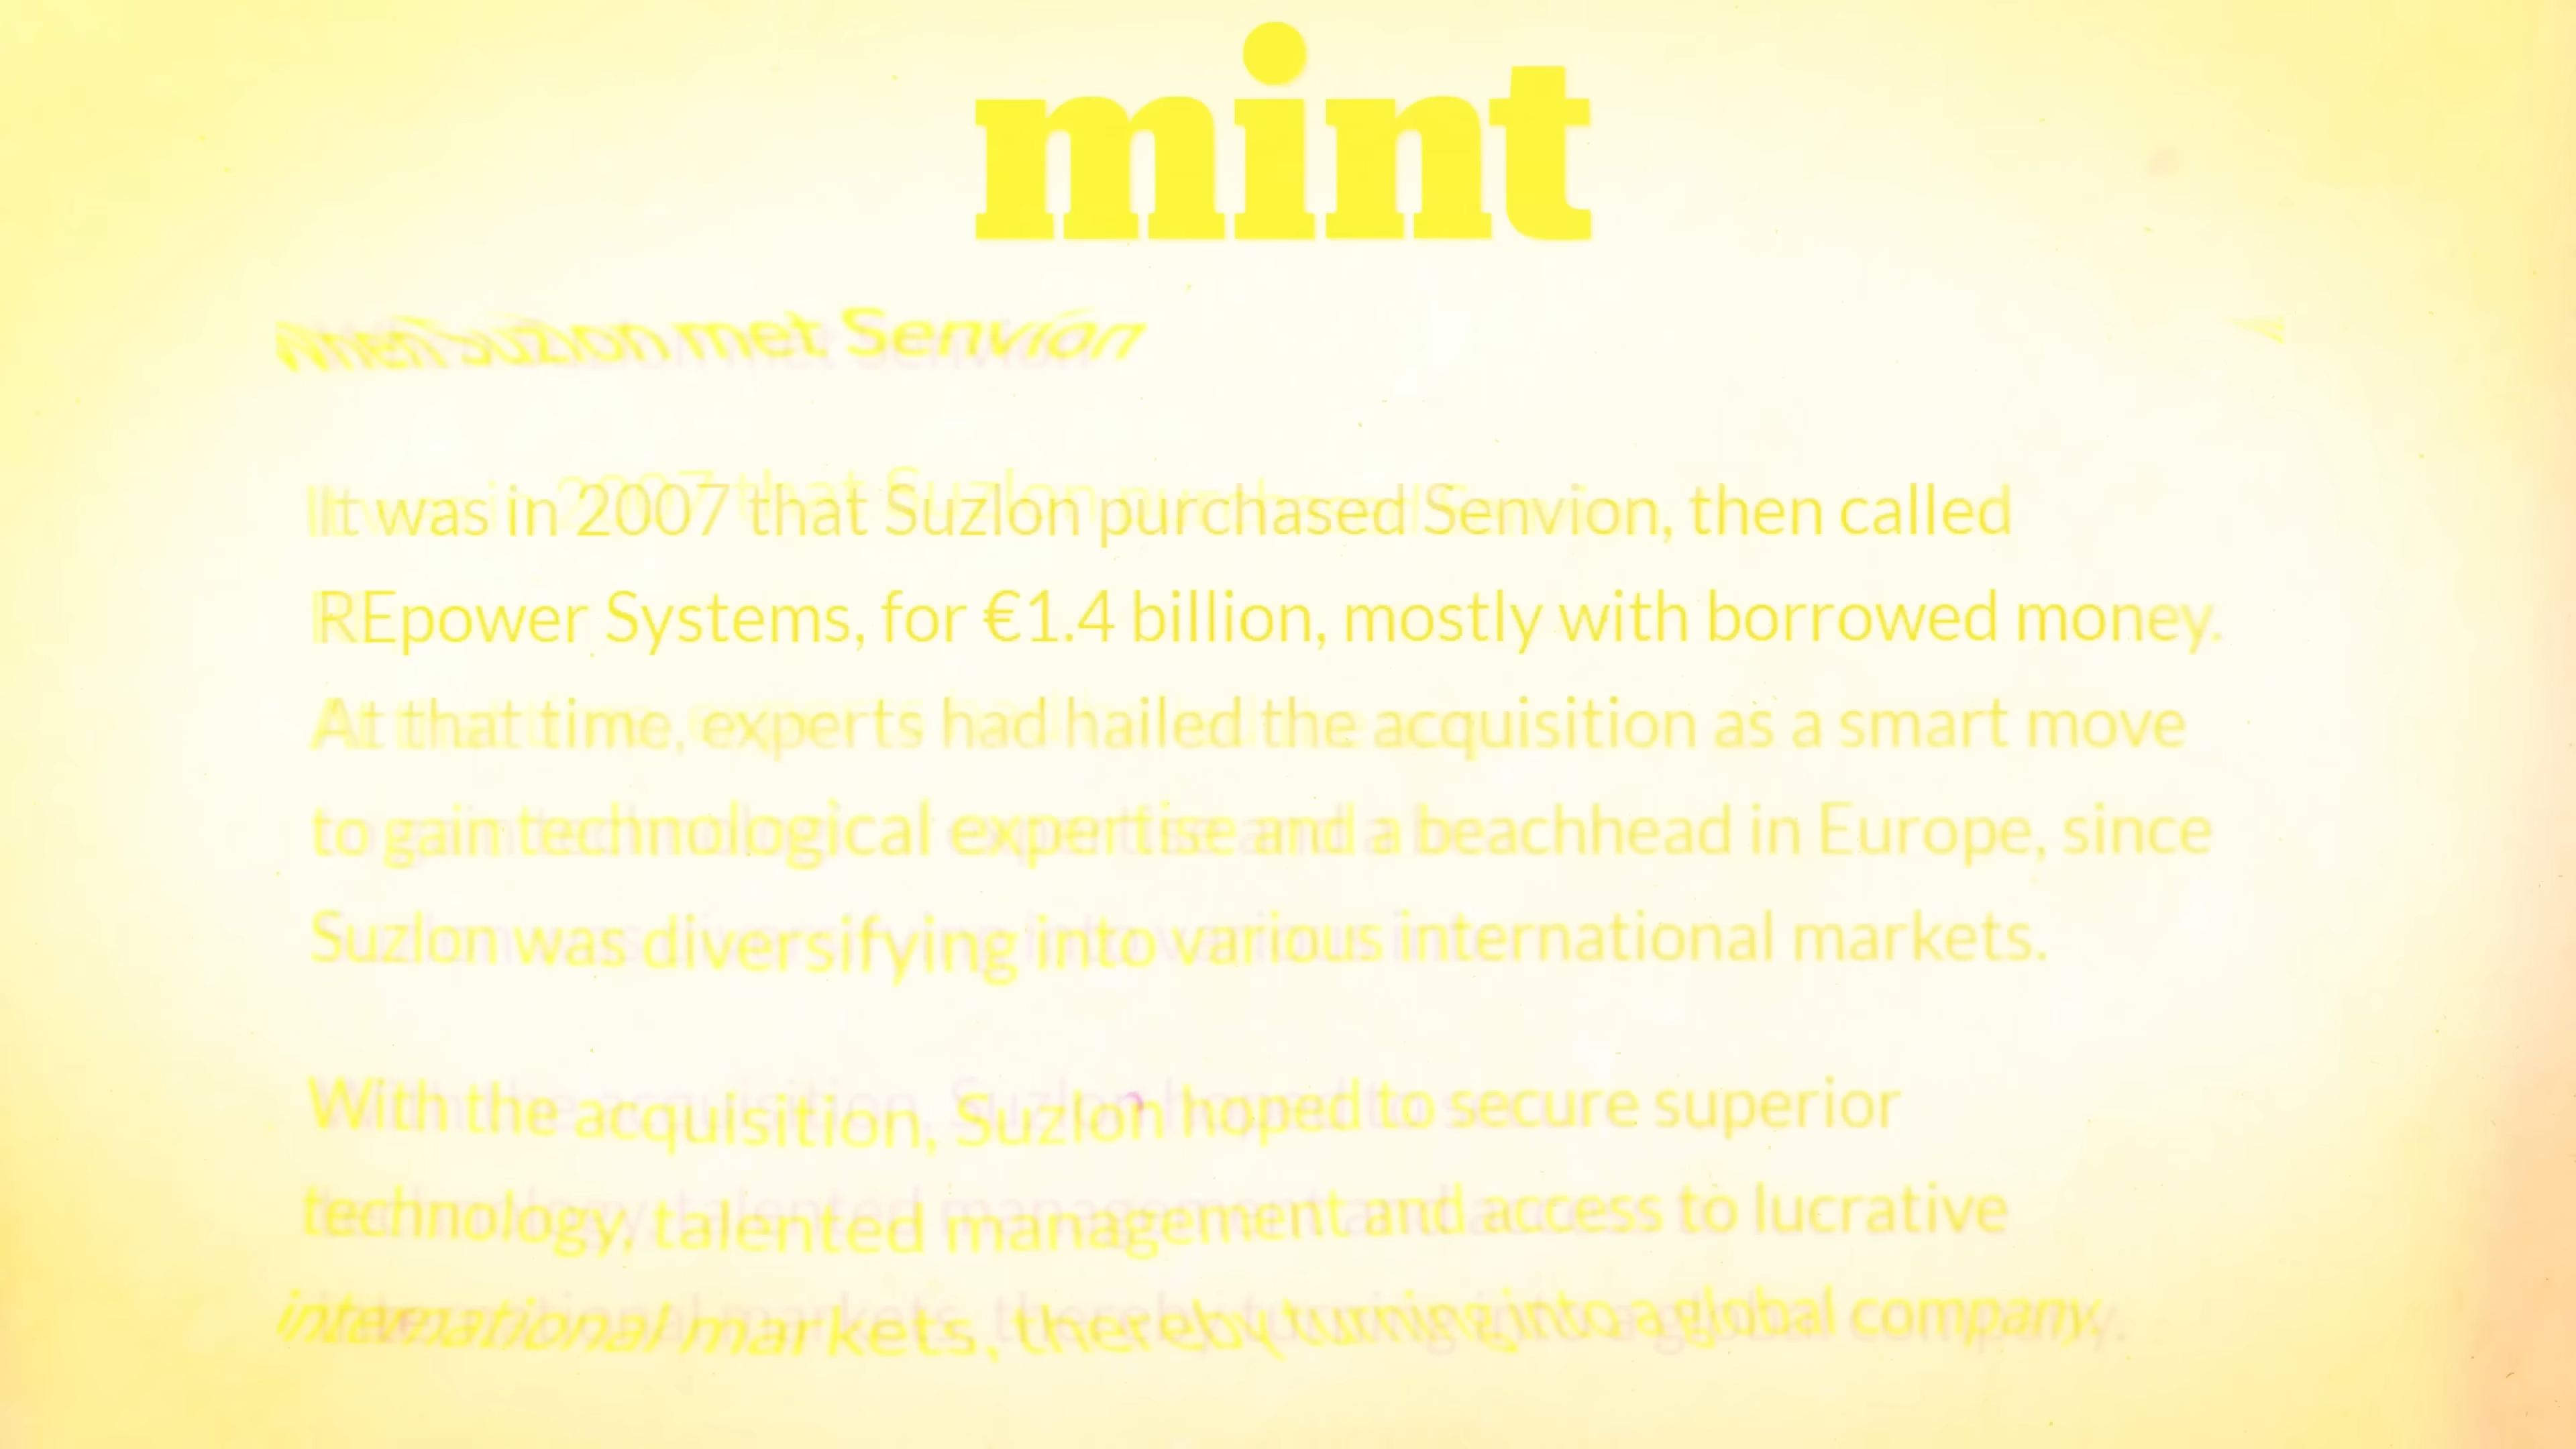 mint
When Suzlon met Senvion
It was in 2007 that Suzlon purchased Senvion, then called
REpower Systems, for €1.4 billion, mostly with borrowed money.
At that time, experts had hailed the acquisition as a smart move
to gain technological expertise and a beachhead in Europe, since
Suzlon was diversifying into various international markets.
With the acquisition, Suzlon hoped to secure superior
technology, talented management and access to lucrative
international markets, thereby turning into a global company.